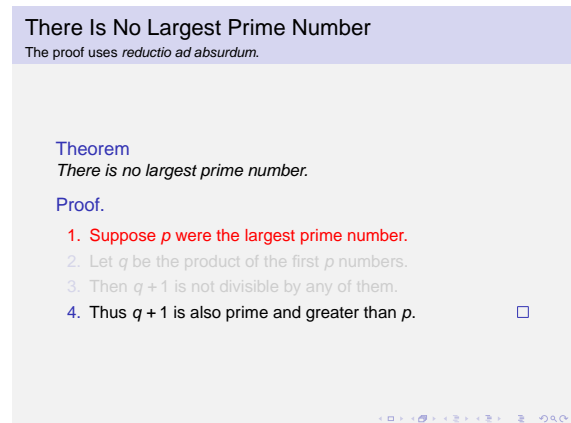 There Is No Largest Prime Number
The proof uses reductio ad absurdum.
Theorem
There is no largest prime number.
Proof.
1. Suppose p were the largest prime number.
2. Let q be the product of the first p numbers.
3. Then q + 1 is not divisible by any of them.
4. Thus q + 1 is also prime and greater than p.